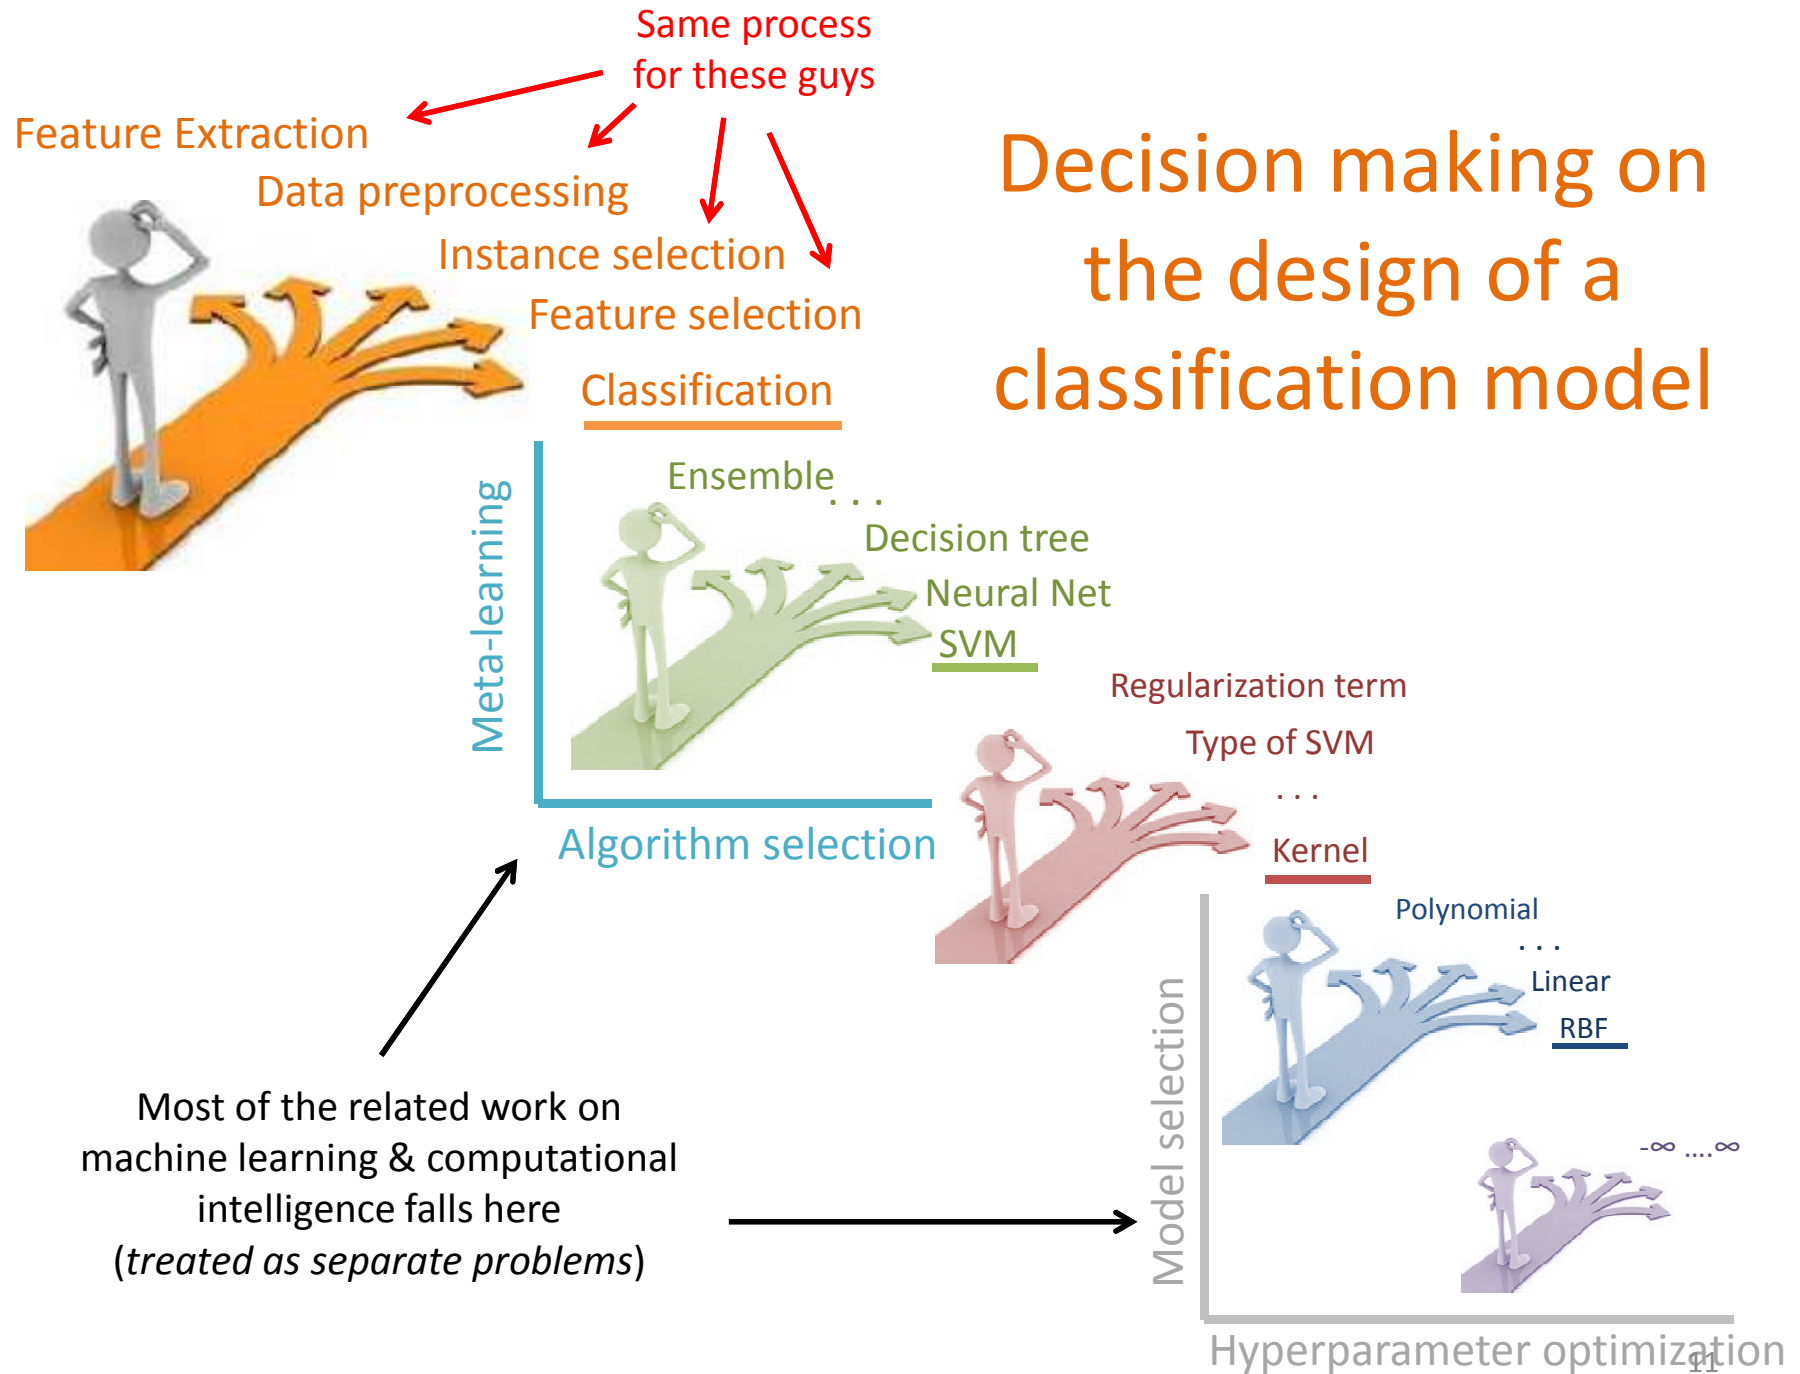 Same process
for these guys
Feature Extraction
Data preprocessing
Instance selection
Feature selection
Classification
Decision making on
the design of a
classification model
Meta-learning
Ensemble
. . .
Decision tree
Neural Net
SVM
Algorithm selection
Regularization term
Type of SVM
. . .
Kernel
Model selection
Polynomial
. . .
Linear
RBF
-∞ ....∞
Hyperparameter optimization
Most of the related work on
machine learning & computational
intelligence falls here
(treated as separate problems)
11